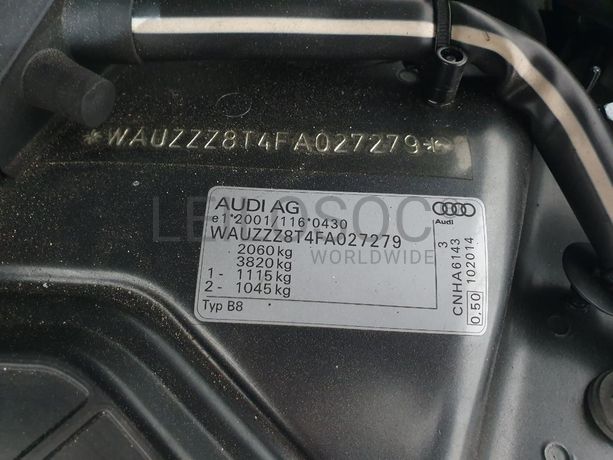 *WAUZZZ8T4FA027279*
AUDI AG
Audi
e1*2001/116*0430
WAUZZZ8T4FA027279
2060 kg
3820 kg
1 - 1115 kg
2 - 1045 kg
Typ B8
3
CNHA6143
0.50 102014
WORLDWIDE